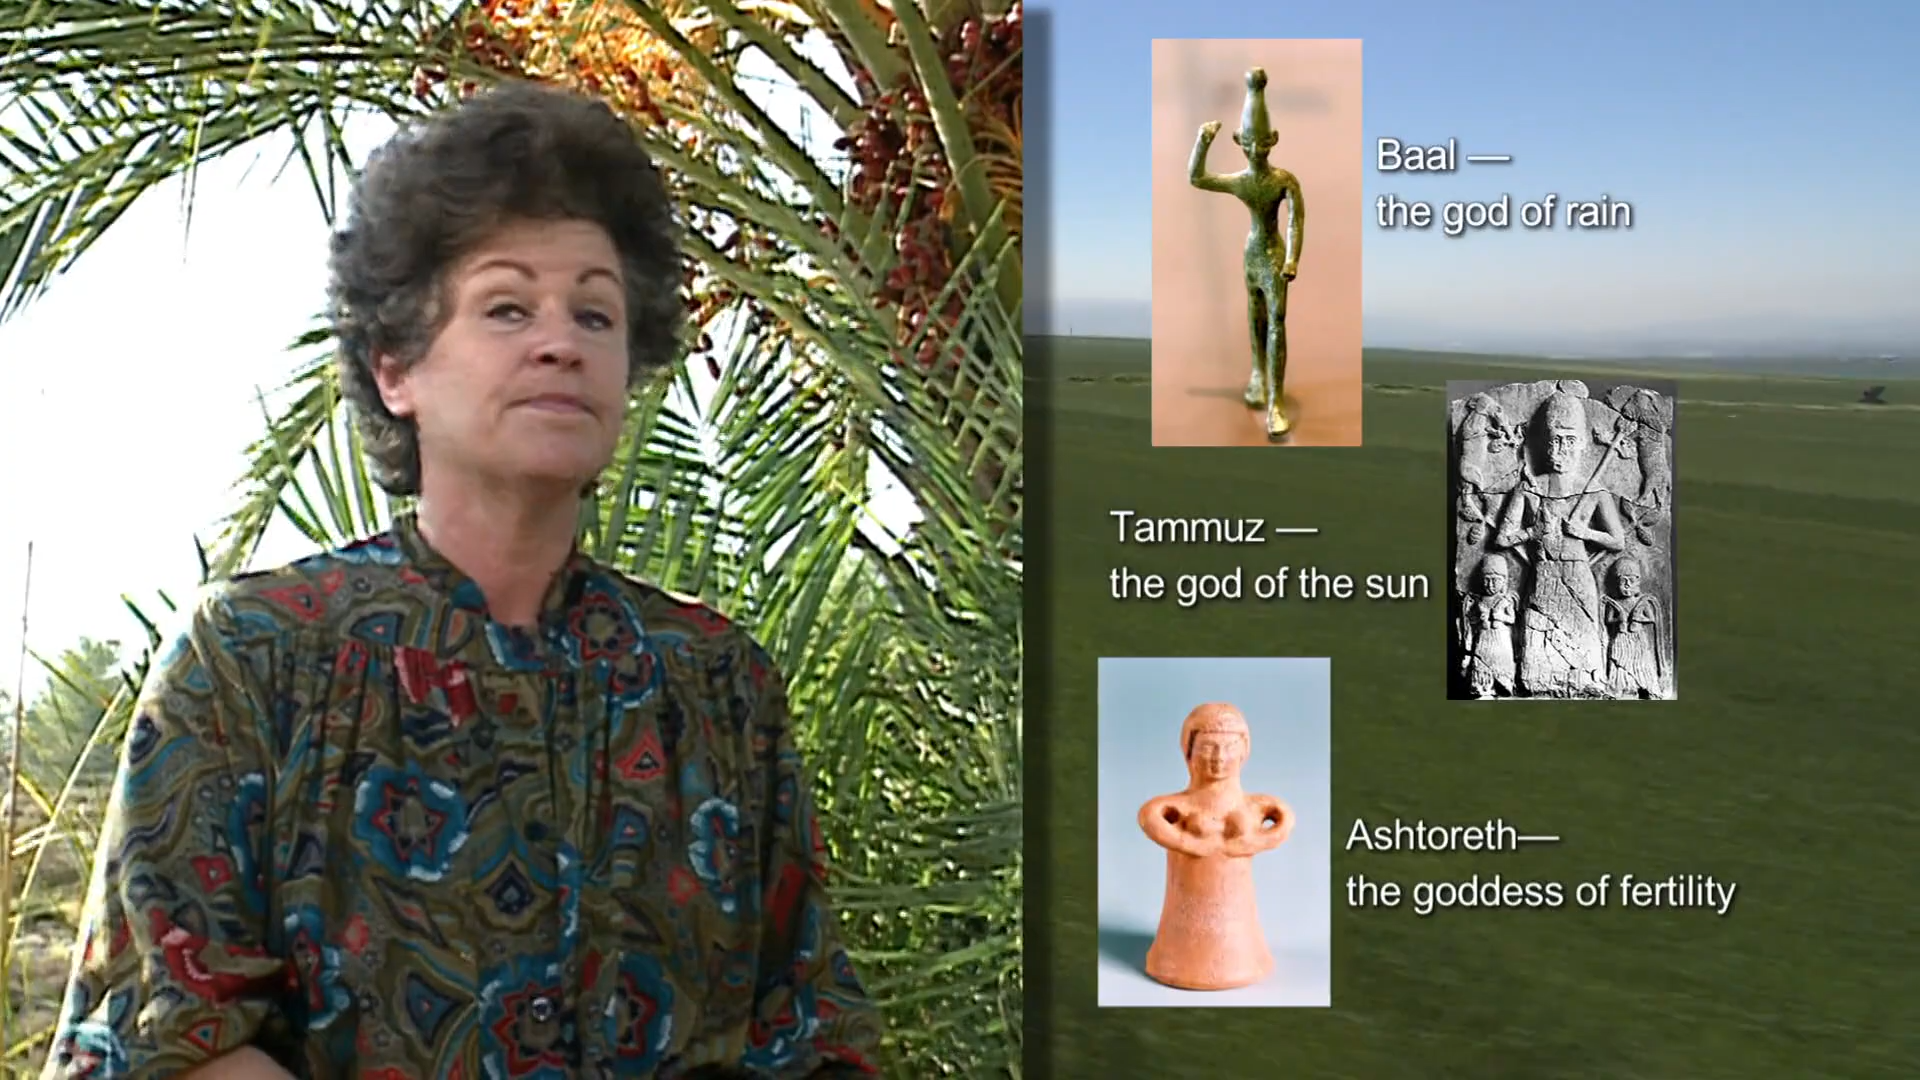 Baal —
the god of rain
Tammuz —
the god of the sun
Ashtoreth—
the goddess of fertility